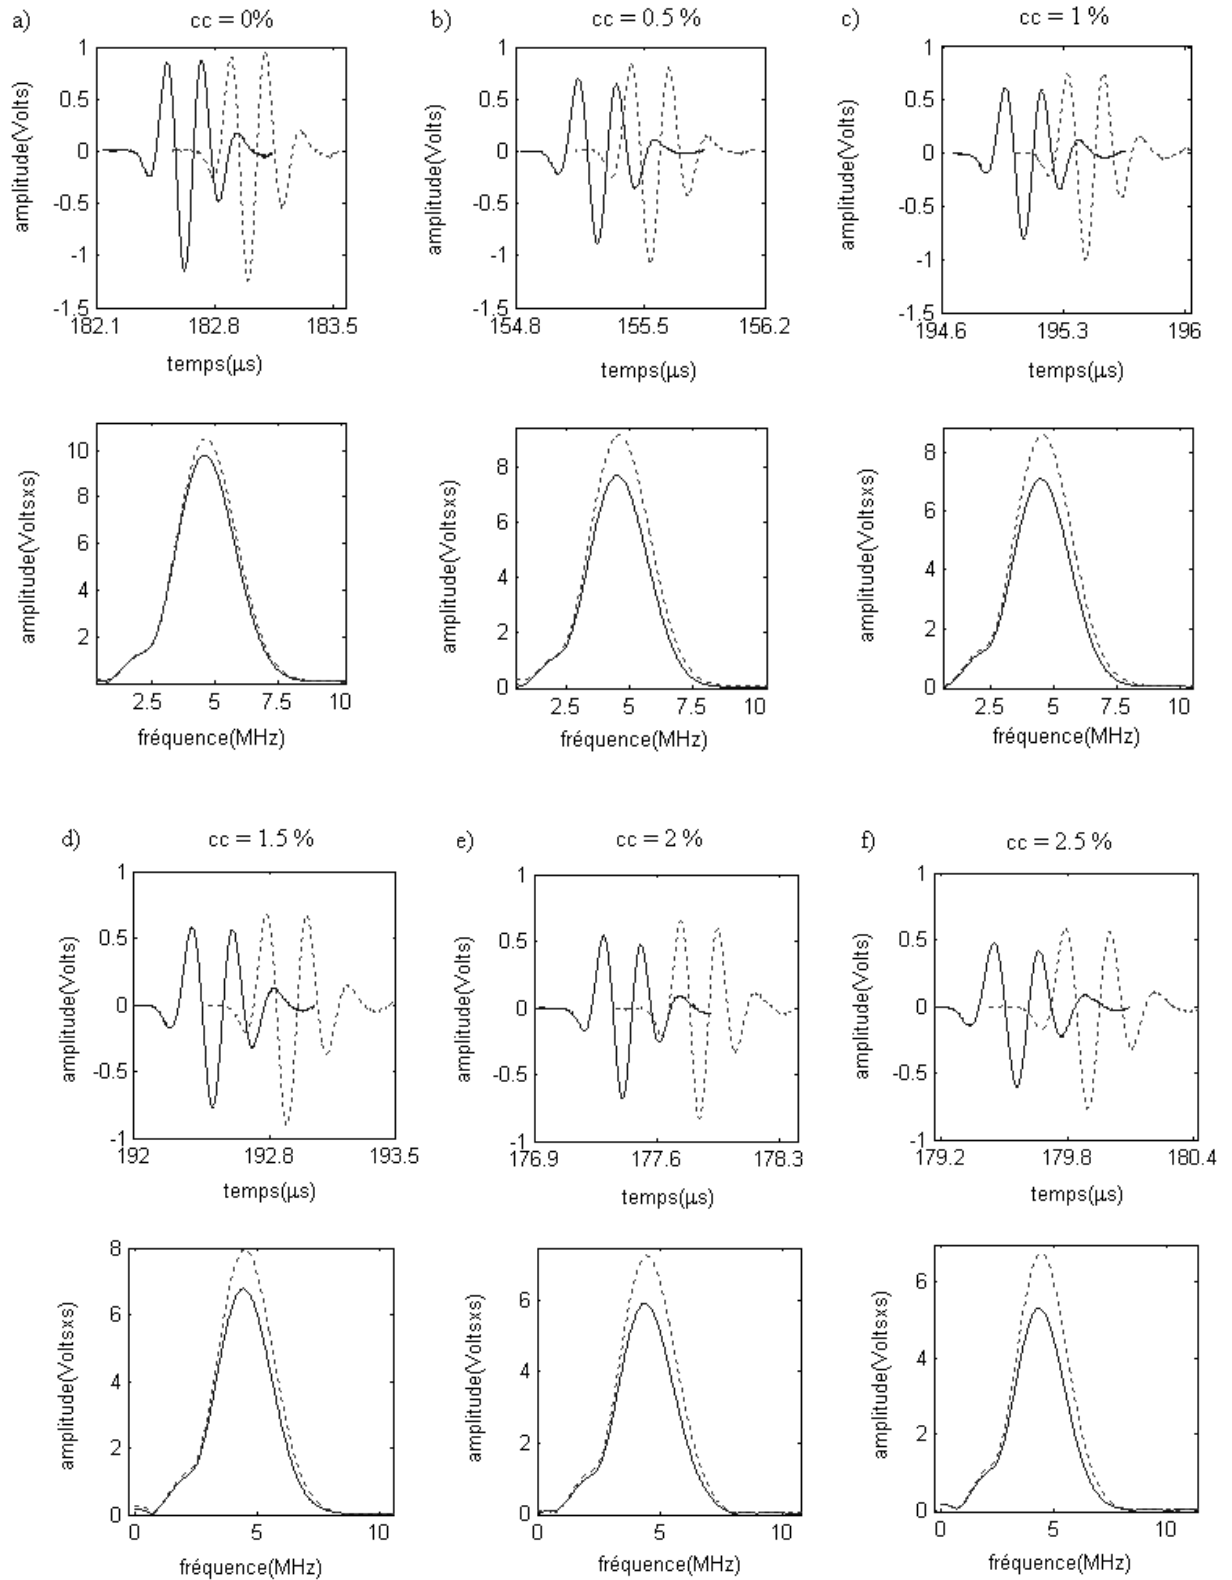 a) cc = 0% b) cc = 0.5 % c) cc = 1 %
1 0.5 0 -0.5 -1 -1.5
amplitude(Volts)
182.1 182.8 183.5
temps(µs)
1 0.5 0 -0.5 -1 -1.5
amplitude(Volts)
154.8 155.5 156.2
temps(µs)
1 0.5 0 -0.5 -1 -1.5
amplitude(Volts)
194.6 195.3 196
temps(µs)
10 8 6 4 2
amplitude(Voltsxs)
2.5 5 7.5 10
fréquence(MHz)
8 6 4 2 0
amplitude(Voltsxs)
2.5 5 7.5 10
fréquence(MHz)
8 6 4 2 0
amplitude(Voltsxs)
2.5 5 7.5 10
fréquence(MHz)
d) cc = 1.5 % e) cc = 2 % f) cc = 2.5 %
1 0.5 0 -0.5 -1
amplitude(Volts)
192 192.8 193.5
temps(µs)
1 0.5 0 -0.5 -1
amplitude(Volts)
176.9 177.6 178.3
temps(µs)
1 0.5 0 -0.5 -1
amplitude(Volts)
179.2 179.8 180.4
temps(µs)
8 6 4 2 0
amplitude(Voltsxs)
0 5 10
fréquence(MHz)
6 4 2 0
amplitude(Voltsxs)
0 5 10
fréquence(MHz)
6 4 2 0
amplitude(Voltsxs)
0 5 10
fréquence(MHz)